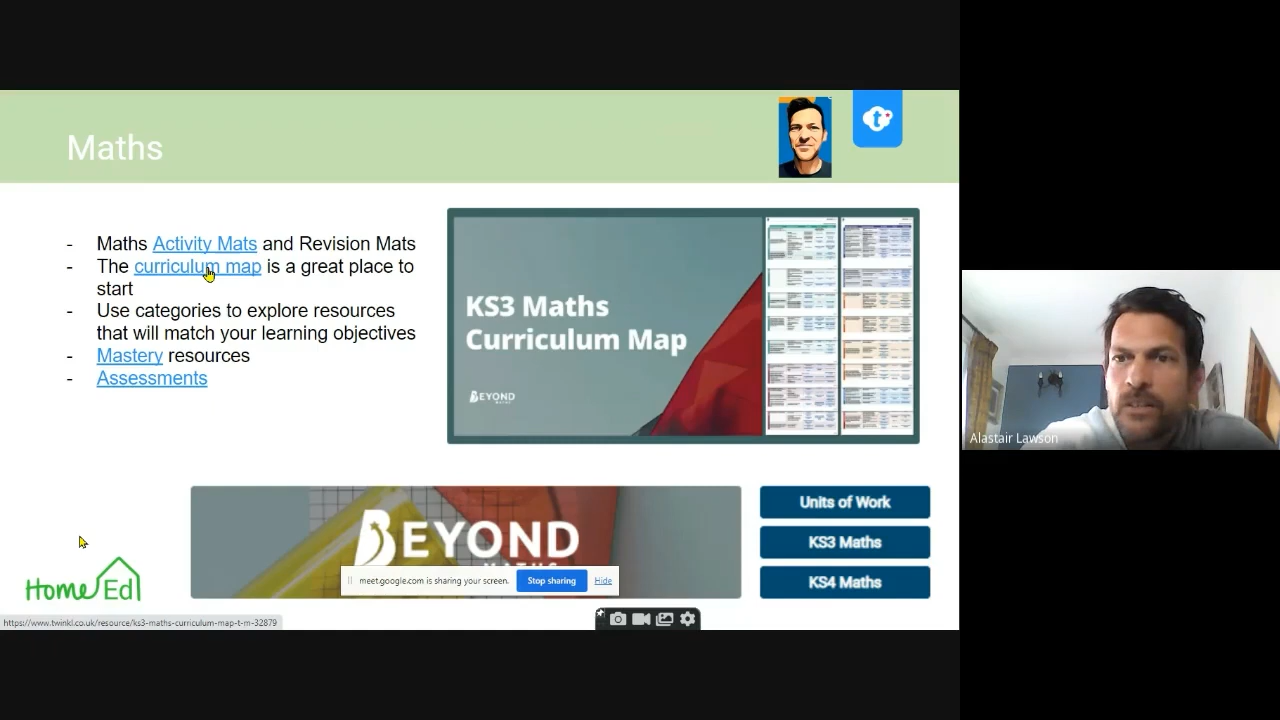 Maths
- Maths Activity Mats and Revision Mats
- The curriculum map is a great place to
start
- Use categories to explore resources
that will match your learning objectives
- Mastery resources
- Assessments
KS3 Maths
Curriculum Map
BEYOND
Alastair Lawson
BEYOND
MATHS
Units of Work
KS3 Maths
KS4 Maths
meet.google.com is sharing your screen.
Stop sharing
Hide
Home Ed
https://www.twinkl.co.uk/resource/ks3-maths-curriculum-map-t-m-32879